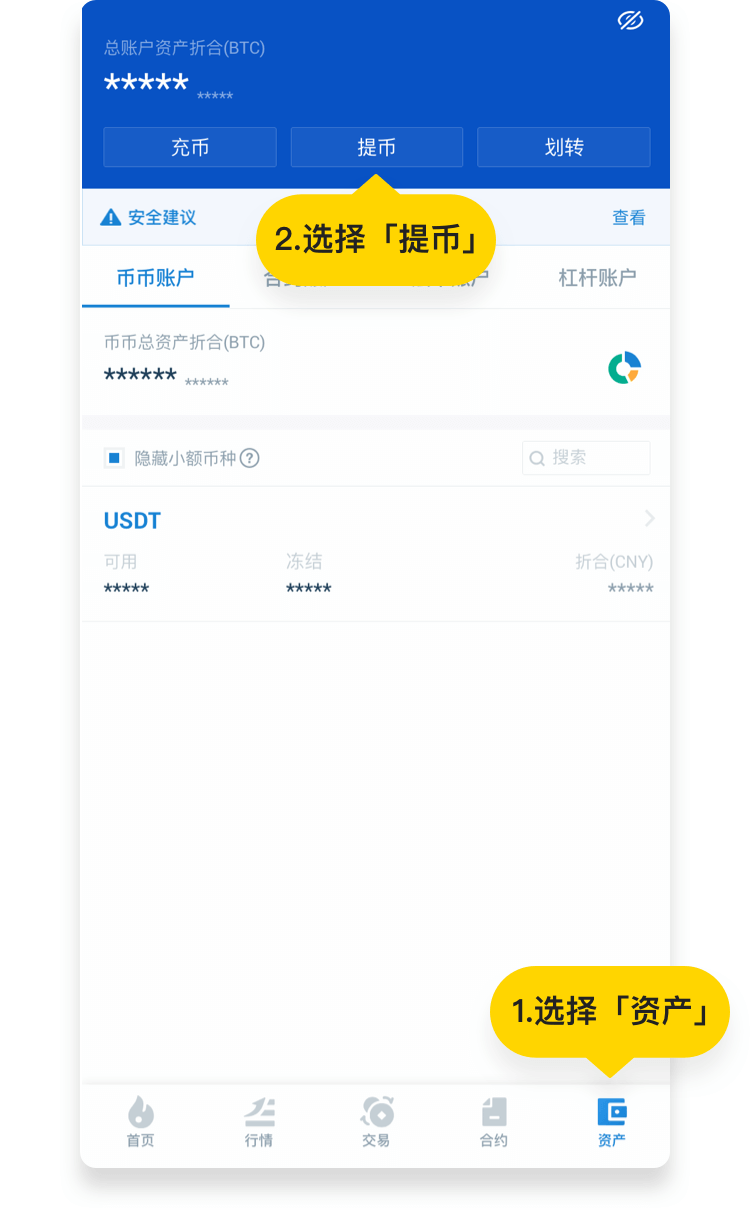 总账户资产折合(BTC)
***** *****
充币 提币 划转
2.选择「提币」
安全建议 查看
币币账户 杠杆账户
币币总资产折合(BTC)
****** ******
隐藏小额币种? 搜索
USDT
可用 冻结 折合(CNY)
***** ***** *****
1.选择「资产」
首页 行情 交易 合约 资产